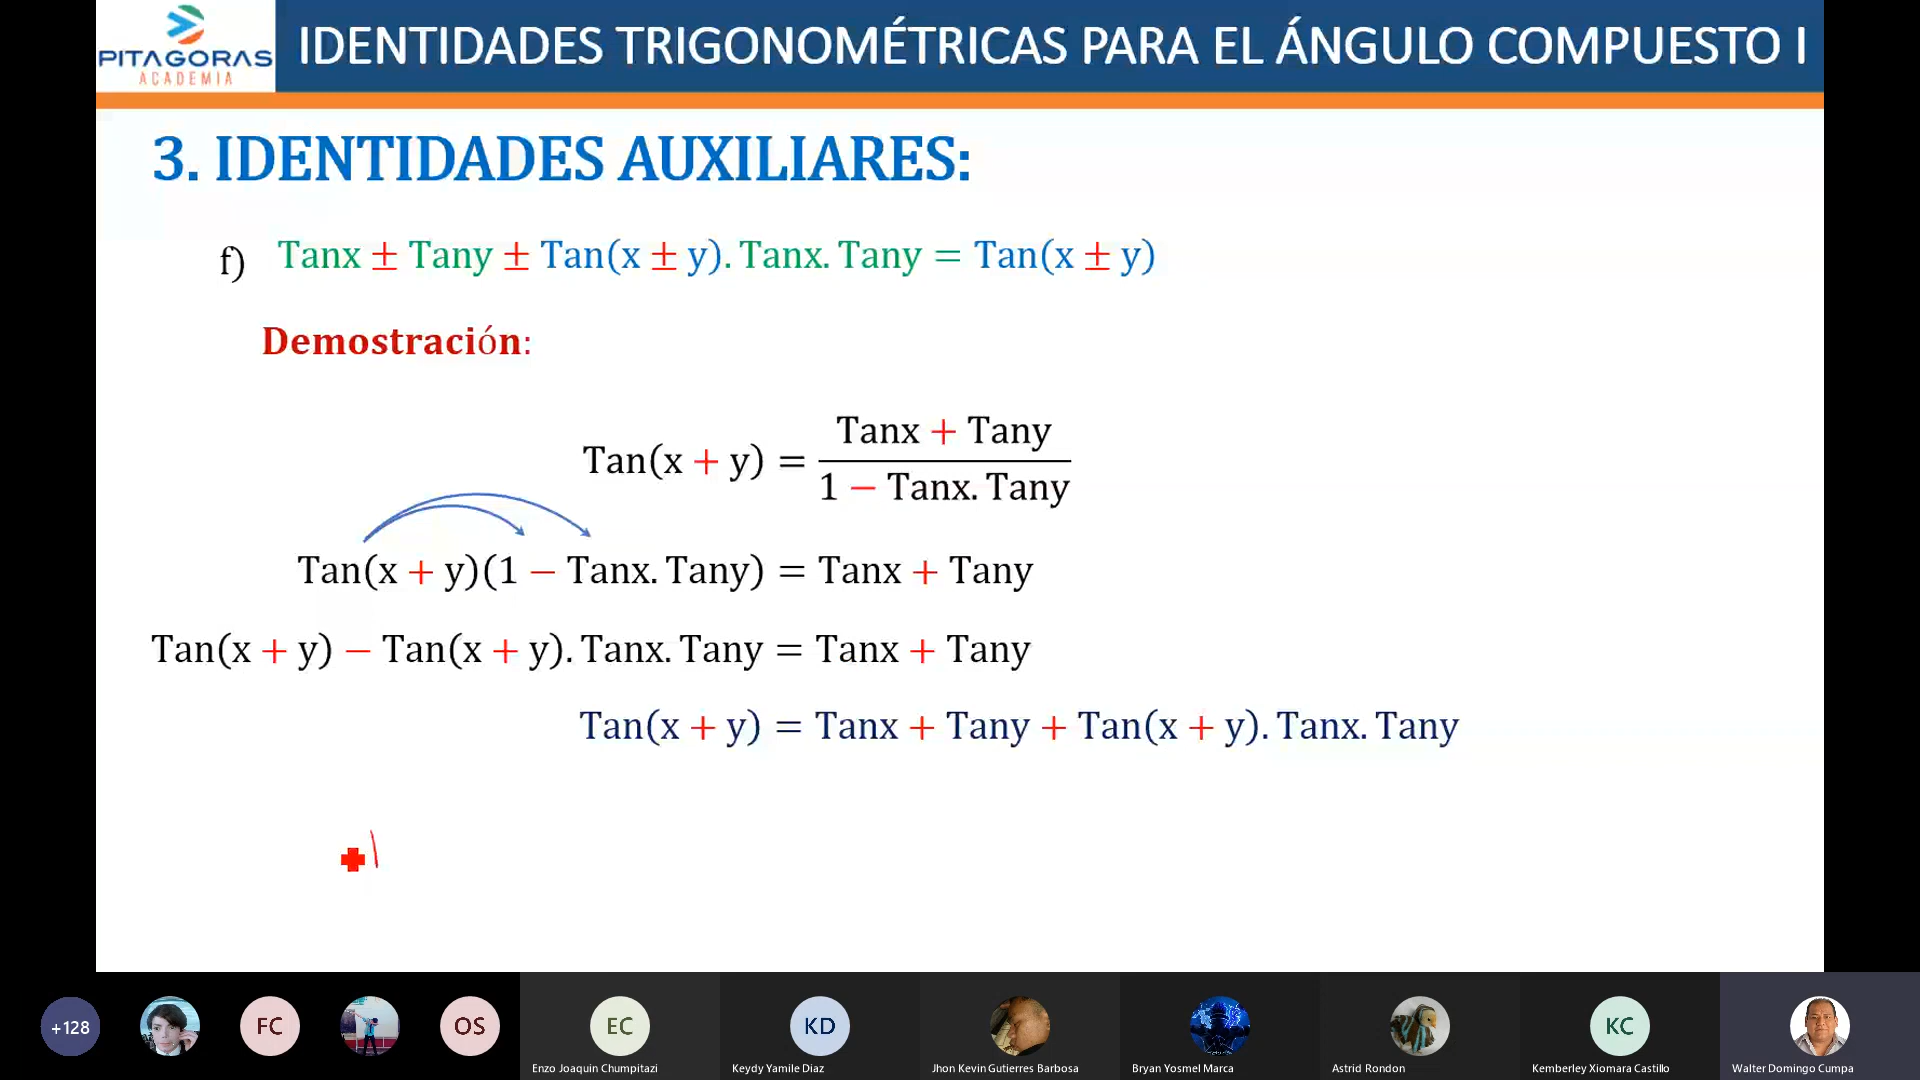 PITAGORAS
ACADEMIA
IDENTIDADES TRIGONOMÉTRICAS PARA EL ÁNGULO COMPUESTO I
3. IDENTIDADES AUXILIARES:
f) Tanx ± Tany ± Tan(x ± y). Tanx. Tany = Tan(x ± y)
Demostración:
Tan(x + y) = (Tanx + Tany) / (1 − Tanx. Tany)
Tan(x + y)(1 − Tanx. Tany) = Tanx + Tany
Tan(x + y) − Tan(x + y). Tanx. Tany = Tanx + Tany
Tan(x + y) = Tanx + Tany + Tan(x + y). Tanx. Tany
+128
FC
OS
EC
KD
KC
Enzo Joaquin Chumpitazi
Keydy Yamile Diaz
Jhon Kevin Gutierres Barbosa
Bryan Yosmel Marca
Astrid Rondon
Kemberley Xiomara Castillo
Walter Domingo Cumpa